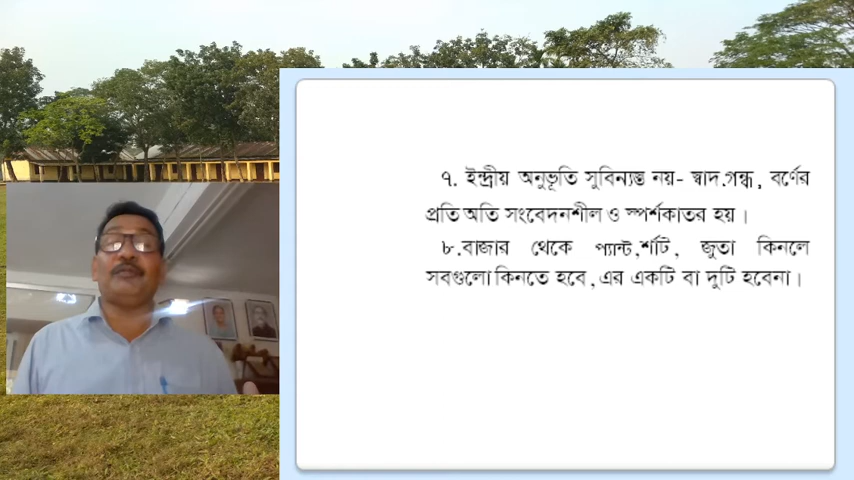 ৭. ইন্দ্রীয় অনুভূতি সুবিন্যস্ত নয়- স্বাদ.গন্ধ, বর্ণের
প্রতি অতি সংবেদনশীল ও স্পর্শকাতর হয়।
৮.বাজার থেকে প্যান্ট,র্শাট, জুতা কিনলে
সবগুলো কিনতে হবে,এর একটি বা দুটি হবেনা।